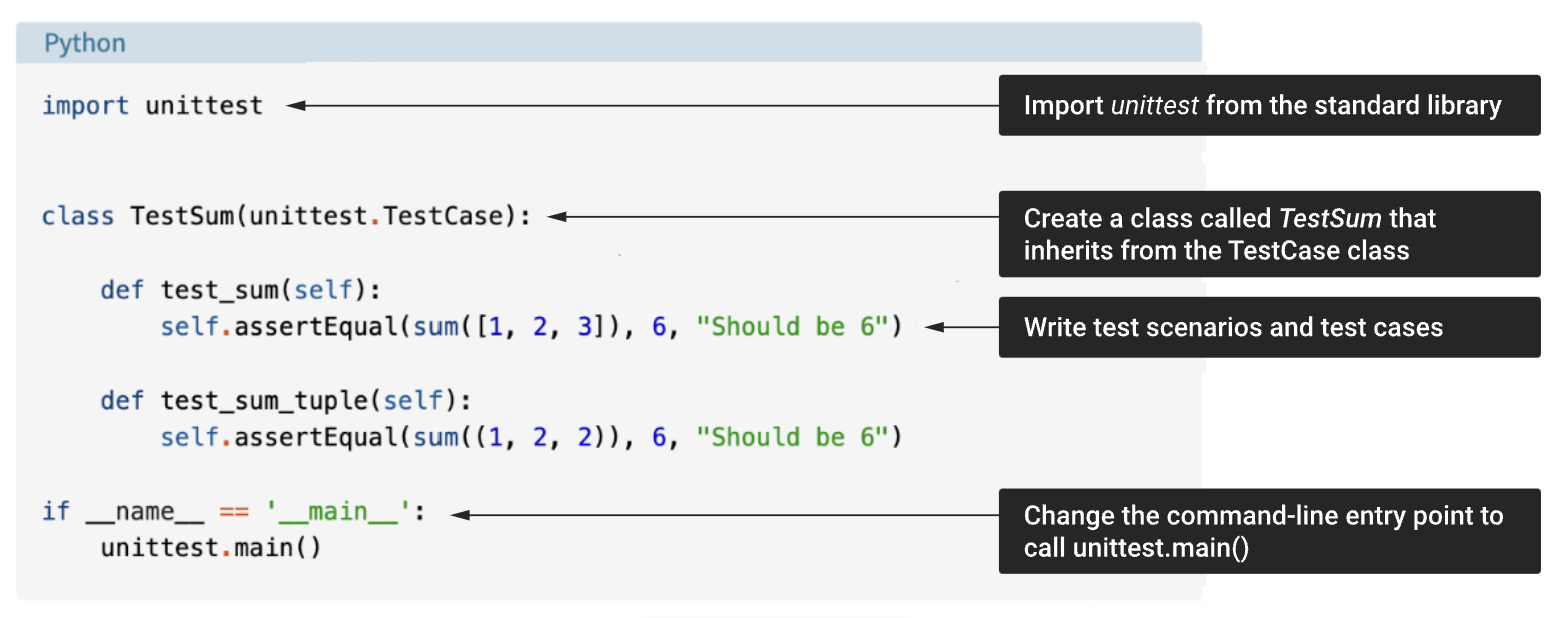 Python
import unittest
Import unittest from the standard library
class TestSum(unittest.TestCase):
Create a class called TestSum that
inherits from the TestCase class
def test_sum(self):
self.assertEqual(sum([1, 2, 3]), 6, "Should be 6")
Write test scenarios and test cases
def test_sum_tuple(self):
self.assertEqual(sum((1, 2, 2)), 6, "Should be 6")
if __name__ == '__main__':
unittest.main()
Change the command-line entry point to
call unittest.main()